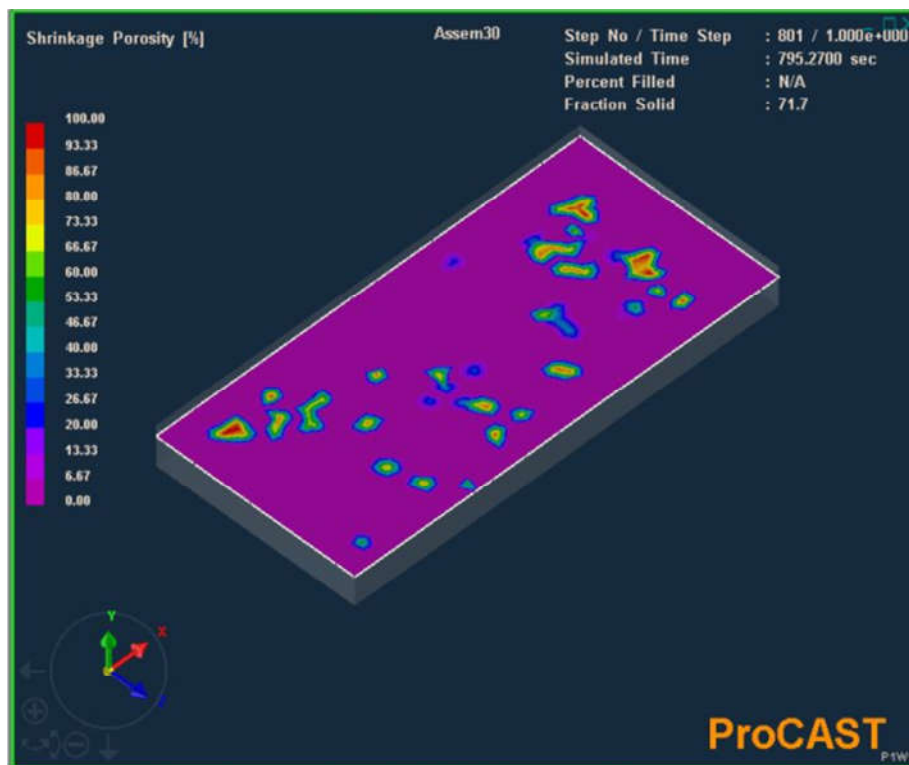 Shrinkage Porosity [%]
Assem30
Step No / Time Step : 801 / 1.000e+000
Simulated Time : 795.2700 sec
Percent Filled : N/A
Fraction Solid : 71.7
100.00
93.33
86.67
80.00
73.33
66.67
60.00
53.33
46.67
40.00
33.33
26.67
20.00
13.33
6.67
0.00
Y
X
Z
ProCAST